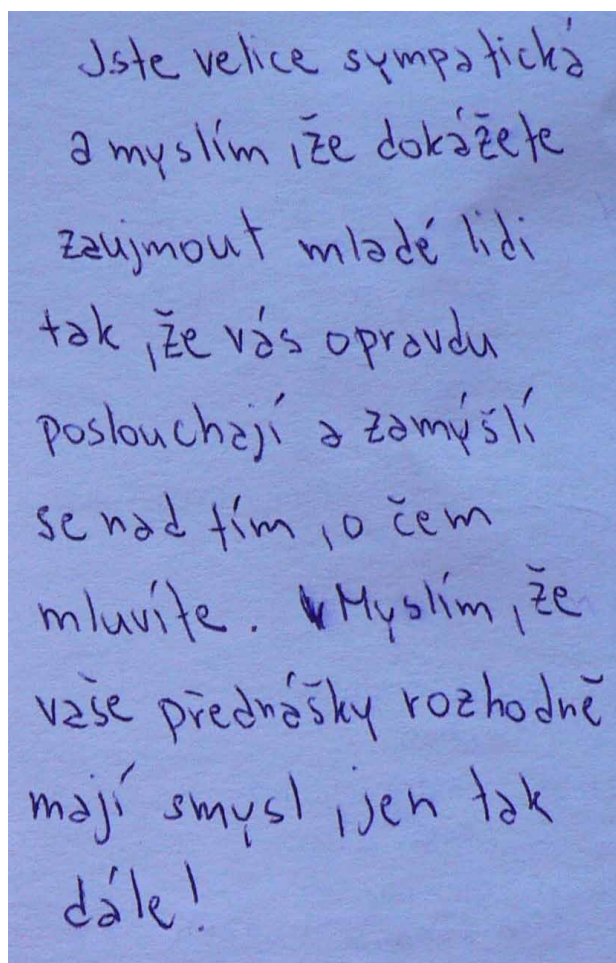 Jste velice sympatická
a myslím, že dokážete
zaujmout mladé lidi
tak, že vás opravdu
poslouchají a zamýšlí
se nad tím, o čem
mluvíte. Myslím, že
vaše přednášky rozhodně
mají smysl, jen tak
dále!